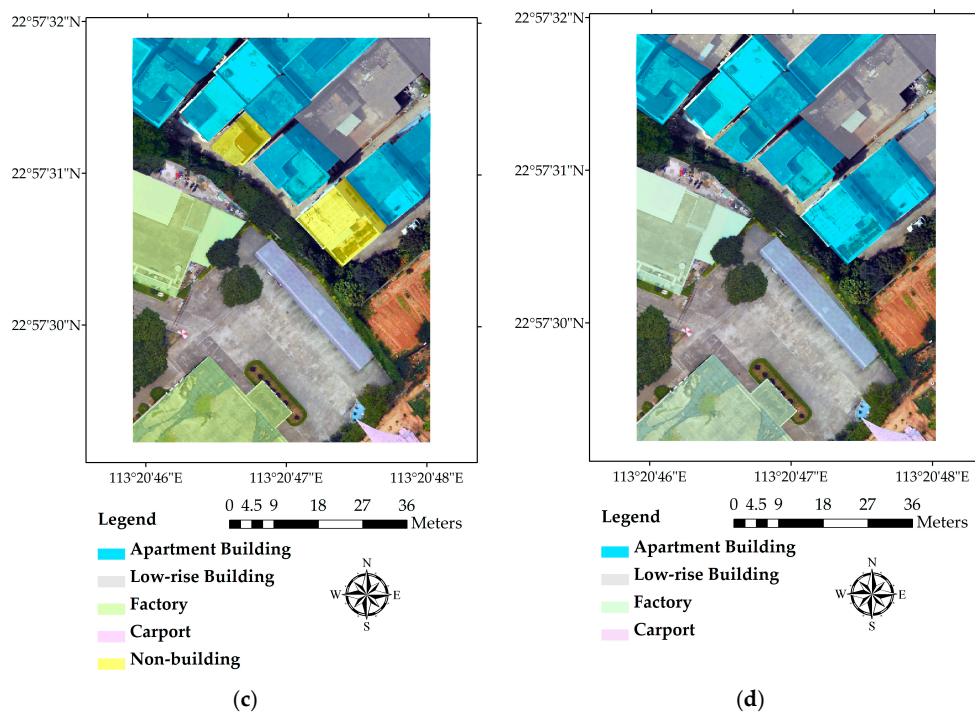 22°57'32"N
22°57'31"N
22°57'30"N
113°20'46"E 113°20'47"E 113°20'48"E
0 4.5 9 18 27 36
Meters
Legend
Apartment Building
Low-rise Building
Factory
Carport
Non-building
N
W E
S
(c)
22°57'32"N
22°57'31"N
22°57'30"N
113°20'46"E 113°20'47"E 113°20'48"E
0 4.5 9 18 27 36
Meters
Legend
Apartment Building
Low-rise Building
Factory
Carport
N
W E
S
(d)